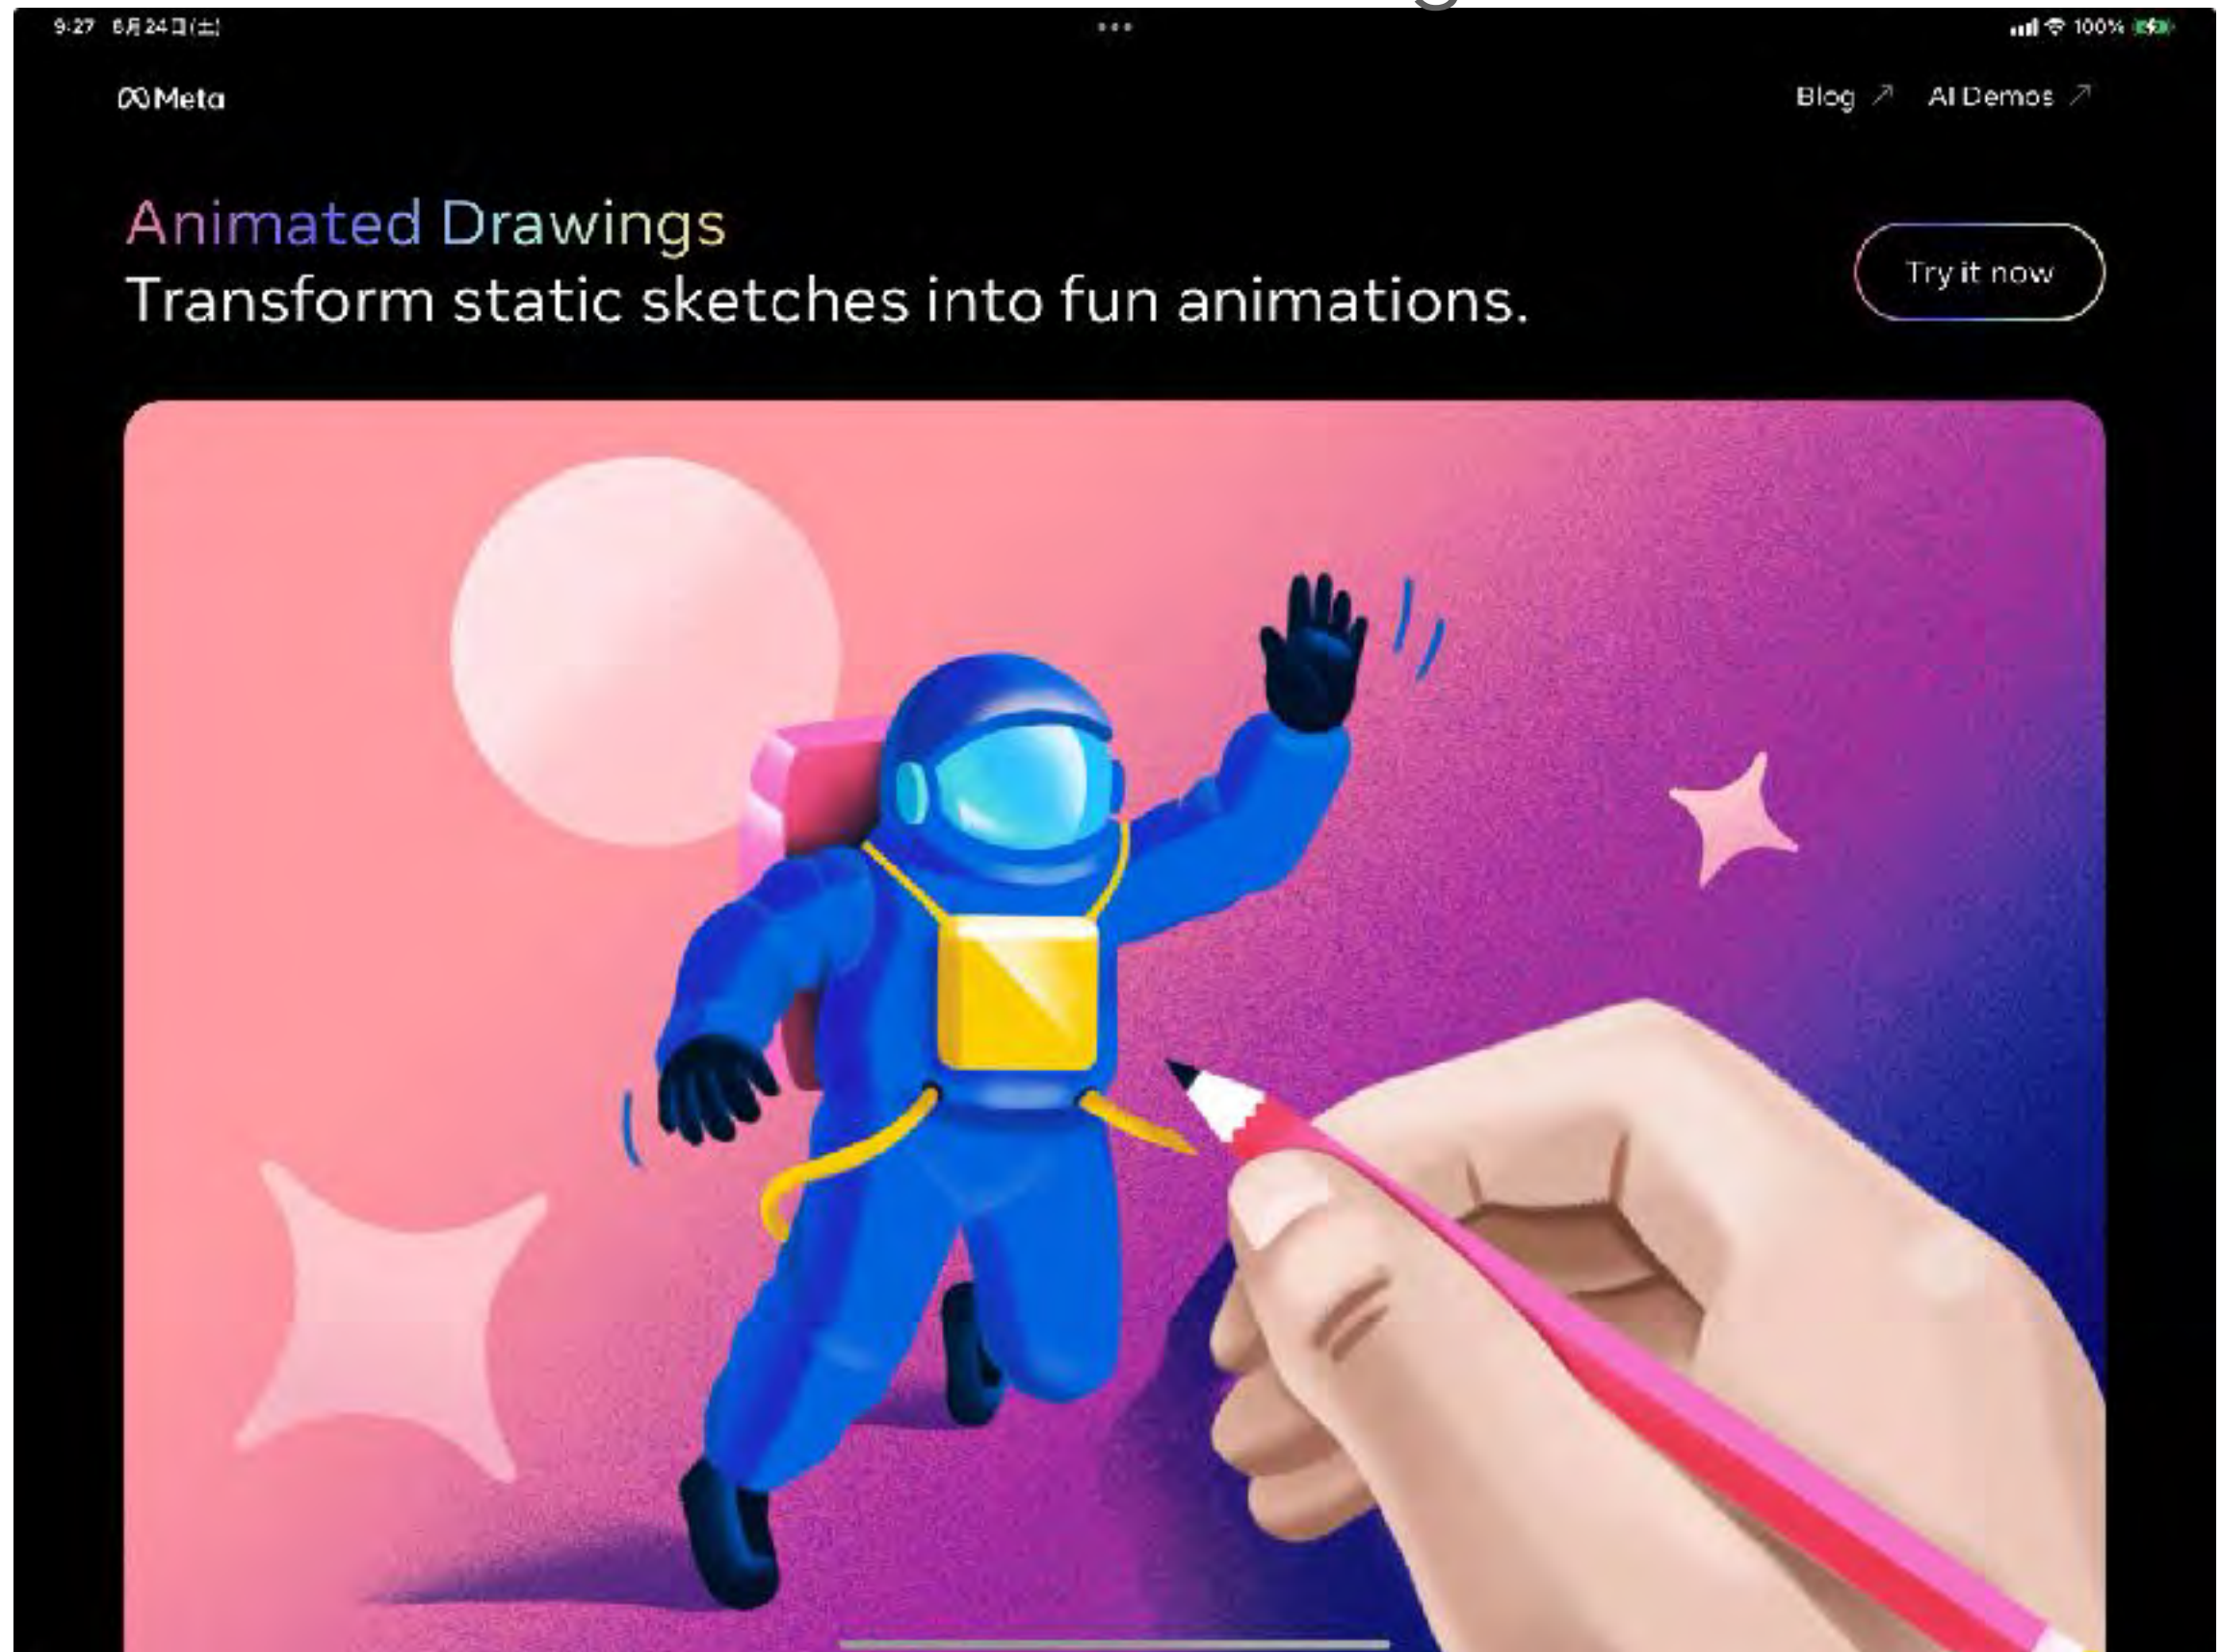 9:27 8月24日(土)
100%
Meta
Blog ↗ AI Demos ↗
Animated Drawings
Transform static sketches into fun animations.
Try it now